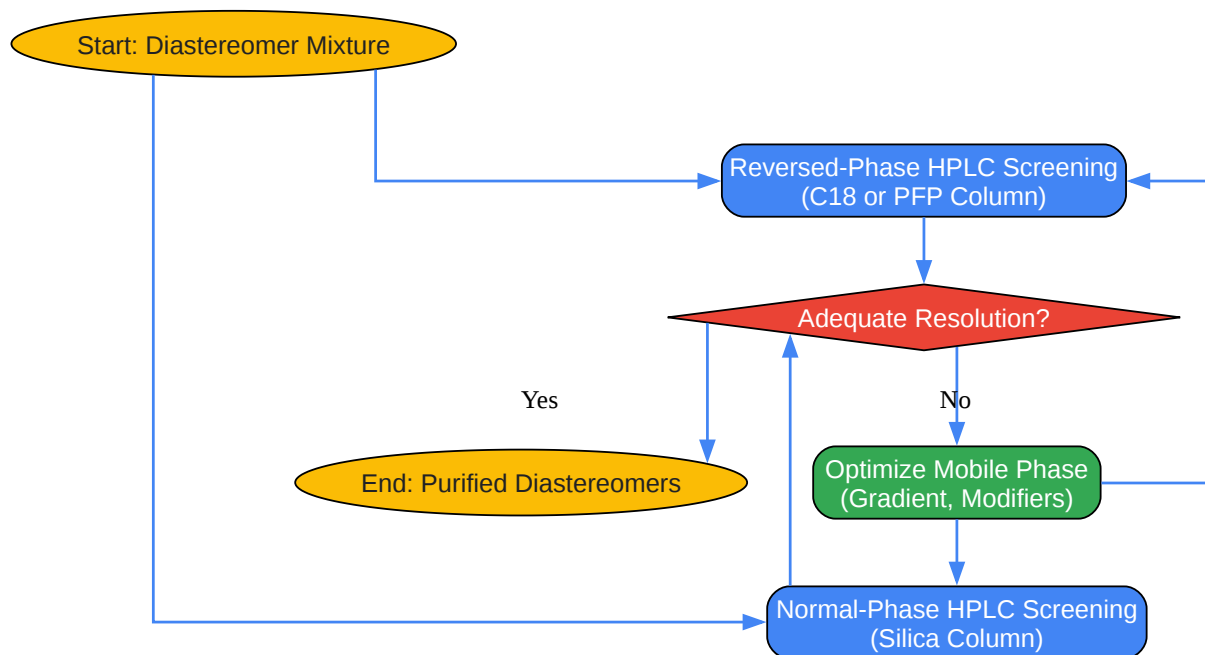 Start: Diastereomer Mixture
Reversed-Phase HPLC Screening
(C18 or PFP Column)
Adequate Resolution?
Yes
No
End: Purified Diastereomers
Optimize Mobile Phase
(Gradient, Modifiers)
Normal-Phase HPLC Screening
(Silica Column)